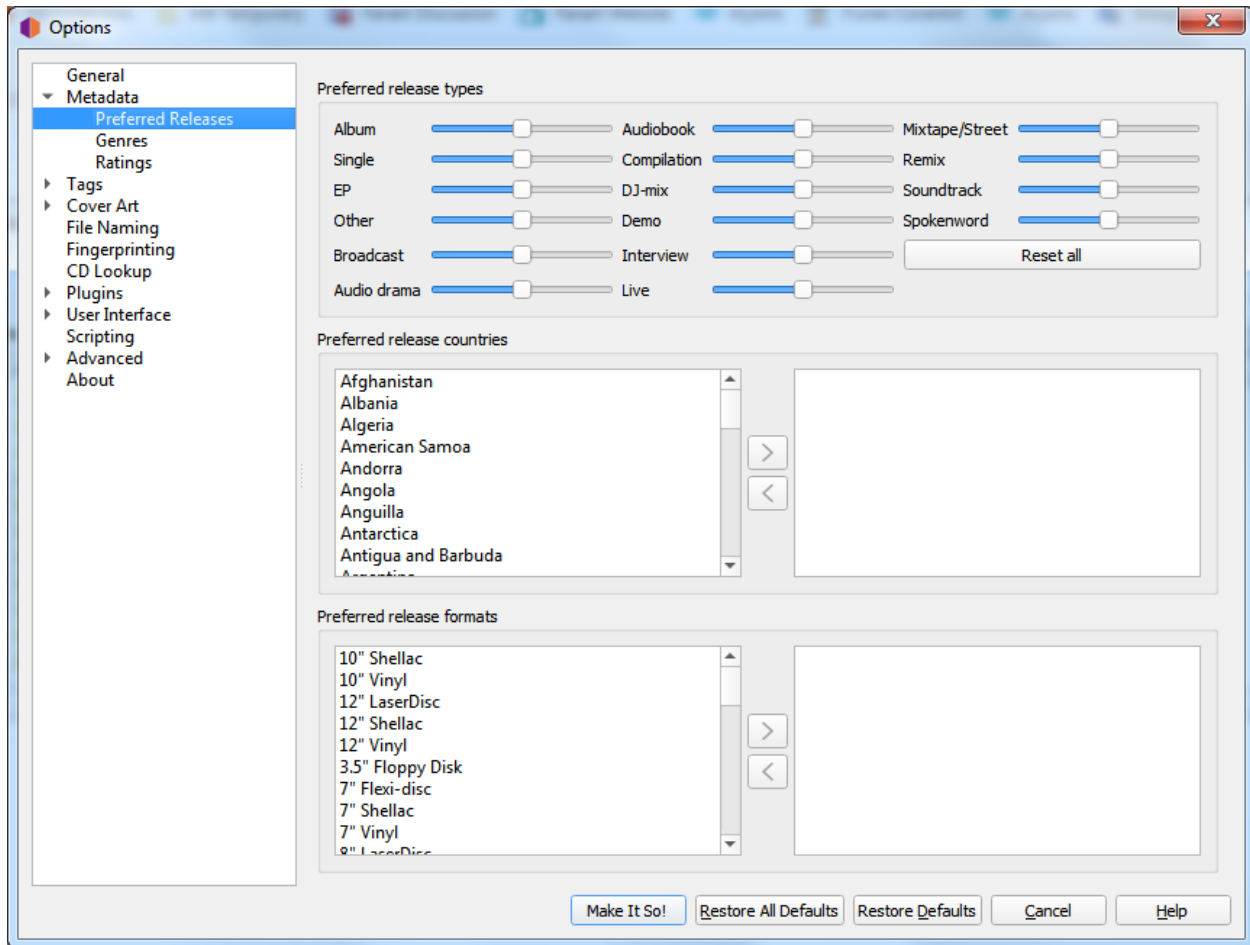 Options
General
Metadata
Preferred Releases
Genres
Ratings
Tags
Cover Art
File Naming
Fingerprinting
CD Lookup
Plugins
User Interface
Scripting
Advanced
About
Preferred release types
Album Audiobook Mixtape/Street
Single Compilation Remix
EP DJ-mix Soundtrack
Other Demo Spokenword
Broadcast Interview Reset all
Audio drama Live
Preferred release countries
Afghanistan
Albania
Algeria
American Samoa
Andorra
Angola
Anguilla
Antarctica
Antigua and Barbuda
Argentina
>
<
Preferred release formats
10" Shellac
10" Vinyl
12" LaserDisc
12" Shellac
12" Vinyl
3.5" Floppy Disk
7" Flexi-disc
7" Shellac
7" Vinyl
8" LaserDisc
>
<
Make It So! Restore All Defaults Restore Defaults Cancel Help